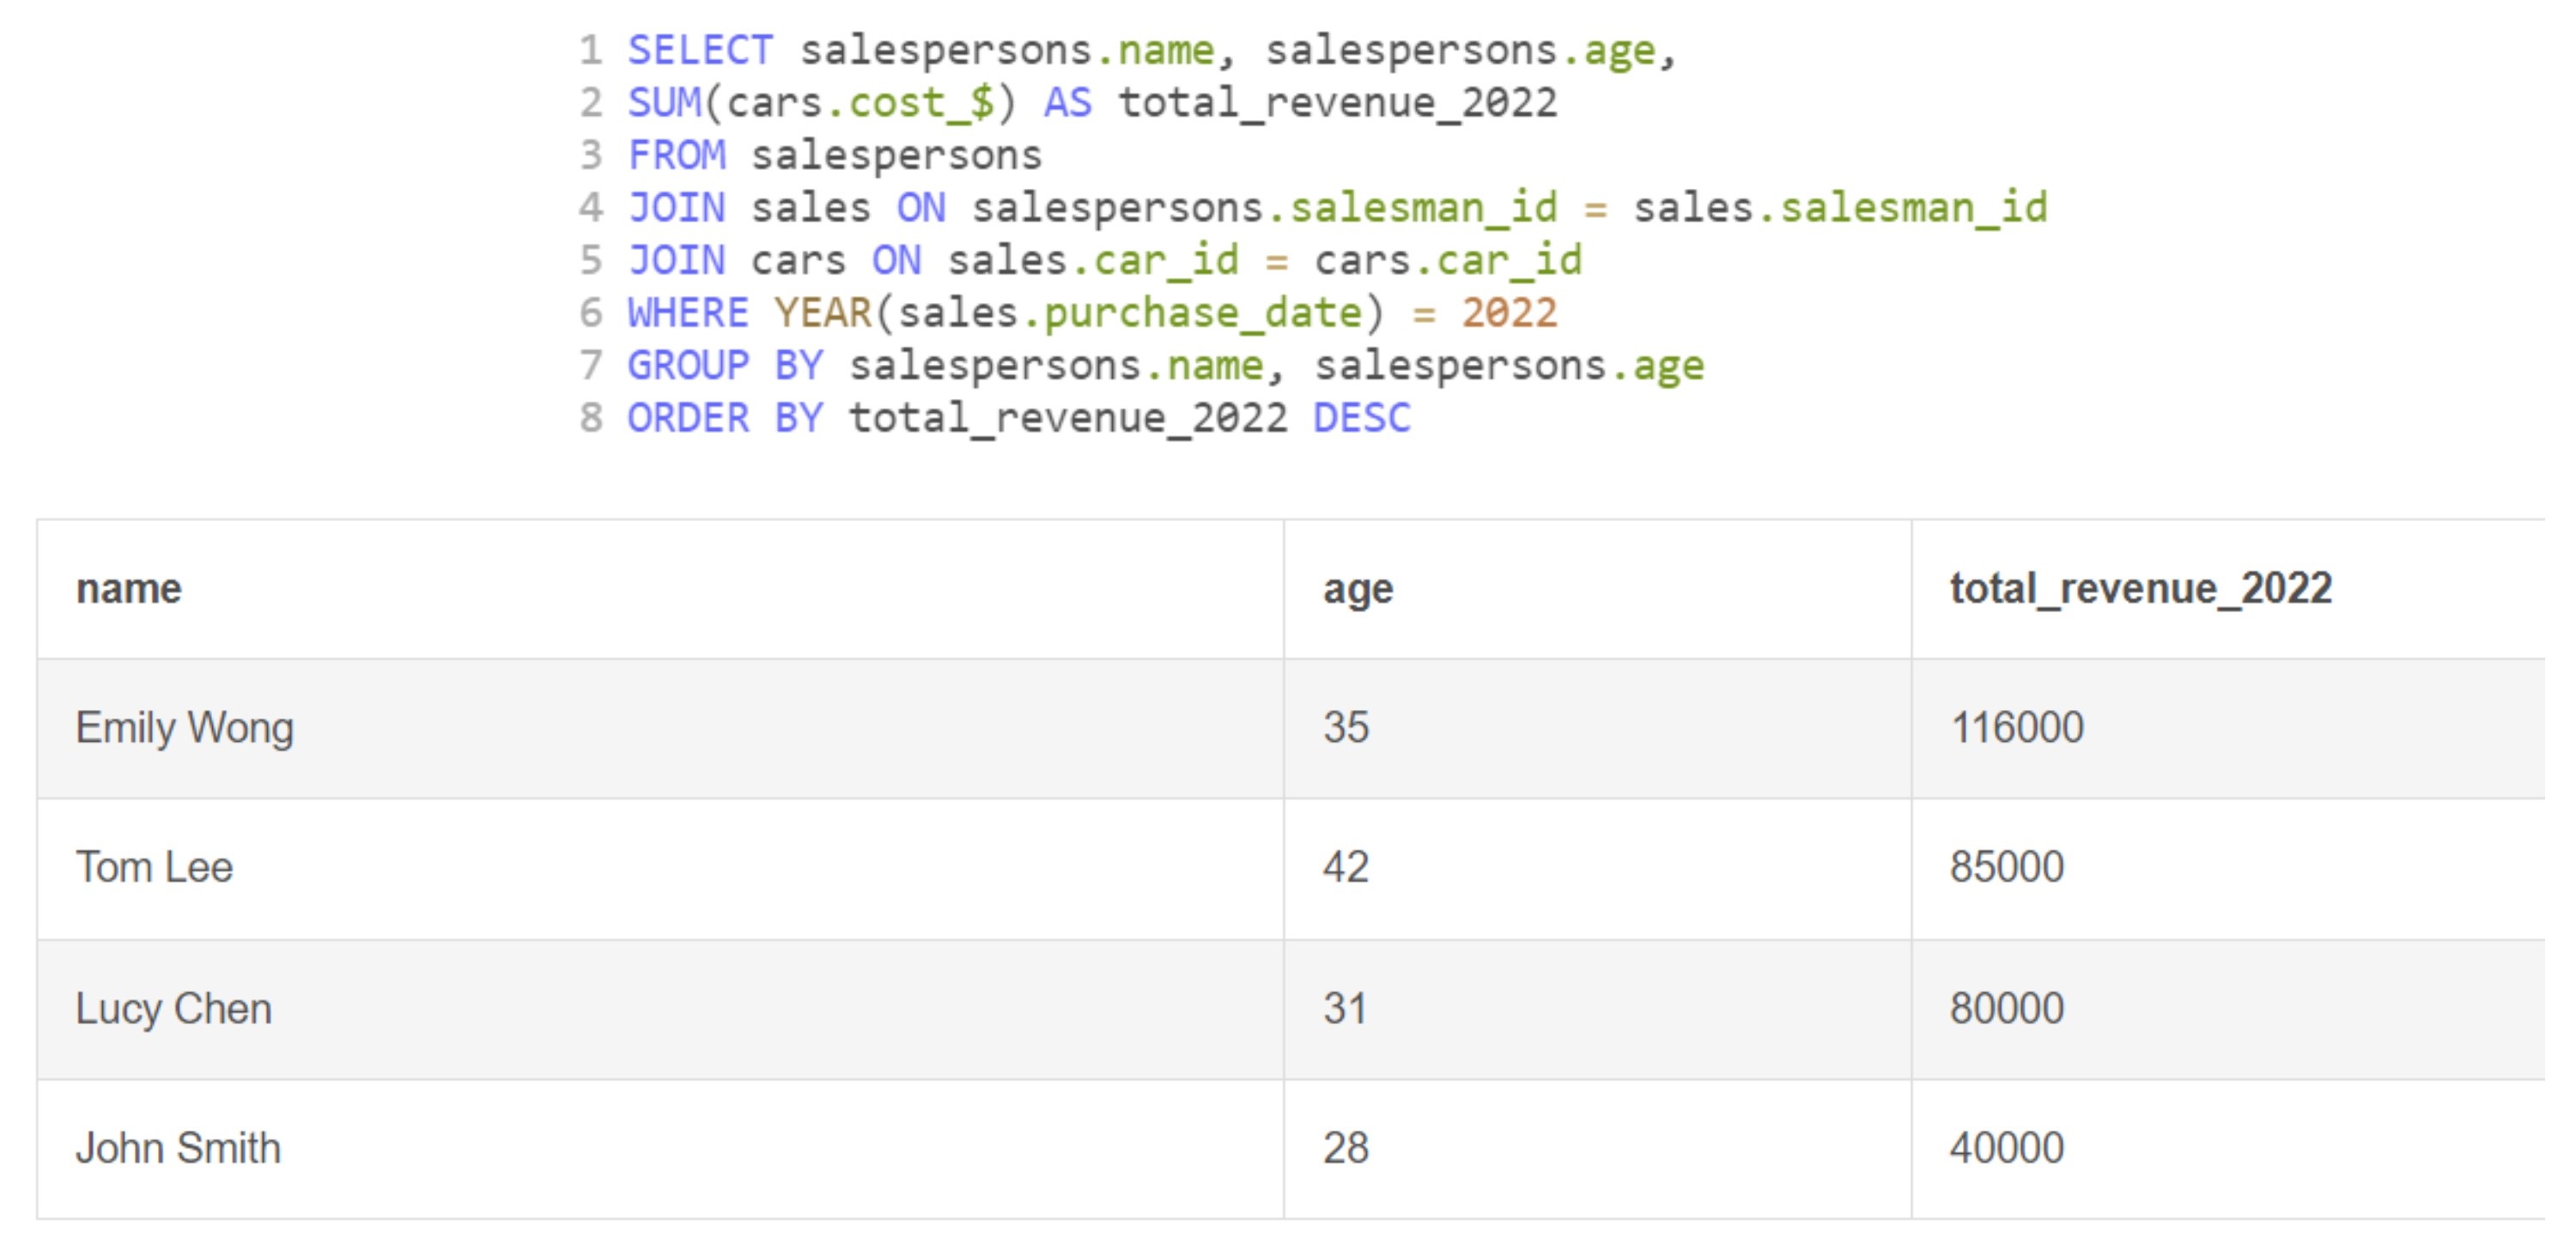 1 SELECT salespersons.name, salespersons.age,
2 SUM(cars.cost_$) AS total_revenue_2022
3 FROM salespersons
4 JOIN sales ON salespersons.salesman_id = sales.salesman_id
5 JOIN cars ON sales.car_id = cars.car_id
6 WHERE YEAR(sales.purchase_date) = 2022
7 GROUP BY salespersons.name, salespersons.age
8 ORDER BY total_revenue_2022 DESC
name age total_revenue_2022
Emily Wong 35 116000
Tom Lee 42 85000
Lucy Chen 31 80000
John Smith 28 40000